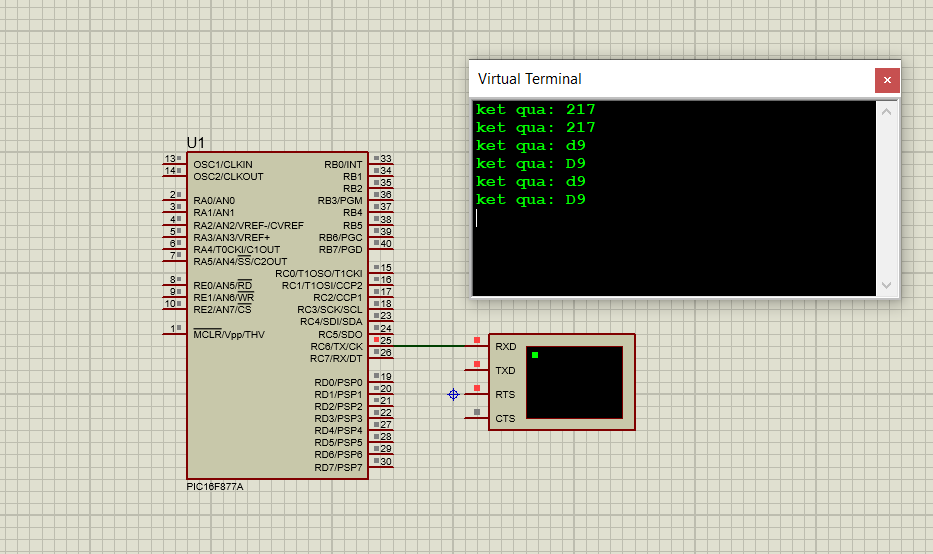 Virtual Terminal
ket qua: 217
ket qua: 217
ket qua: d9
ket qua: D9
ket qua: d9
ket qua: D9
U1
13 OSC1/CLKIN
14 OSC2/CLKOUT
2 RA0/AN0
3 RA1/AN1
4 RA2/AN2/VREF-/CVREF
5 RA3/AN3/VREF+
6 RA4/T0CKI/C1OUT
7 RA5/AN4/SS/C2OUT
8 RE0/AN5/RD
9 RE1/AN6/WR
10 RE2/AN7/CS
1 MCLR/Vpp/THV
RB0/INT 33
RB1 34
RB2 35
RB3/PGM 36
RB4 37
RB5 38
RB6/PGC 39
RB7/PGD 40
RC0/T1OSO/T1CKI 15
RC1/T1OSI/CCP2 16
RC2/CCP1 17
RC3/SCK/SCL 18
RC4/SDI/SDA 23
RC5/SDO 24
RC6/TX/CK 25
RC7/RX/DT 26
RD0/PSP0 19
RD1/PSP1 20
RD2/PSP2 21
RD3/PSP3 22
RD4/PSP4 27
RD5/PSP5 28
RD6/PSP6 29
RD7/PSP7 30
PIC16F877A
RXD
TXD
RTS
CTS